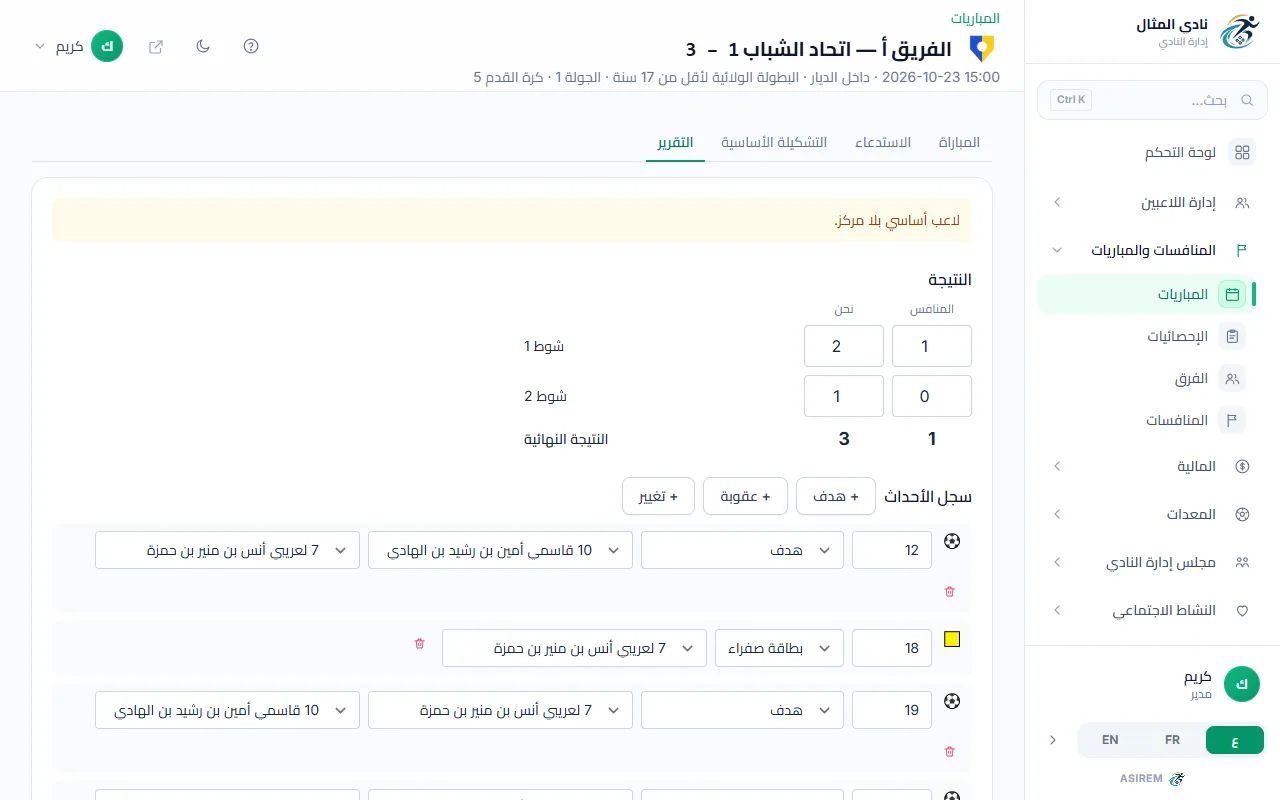 نادي المثال
إدارة النادي
بحث...
Ctrl K
لوحة التحكم
إدارة اللاعبين
المنافسات والمباريات
المباريات
الإحصائيات
الفرق
المنافسات
المالية
المعدات
مجلس إدارة النادي
النشاط الاجتماعي
ك
كريم
مدير
ع
FR
EN
ASIREM
المباريات
الفريق أ — اتحاد الشباب 1 – 3
15:00 2026-10-23 · داخل الديار · البطولة الولائية لأقل من 17 سنة · الجولة 1 · كرة القدم 5
ك
كريم
المباراة
الاستدعاء
التشكيلة الأساسية
التقرير
لاعب أساسي بلا مركز.
النتيجة
المنافس نحن
1 2 شوط 1
0 1 شوط 2
1 3 النتيجة النهائية
سجل الأحداث + هدف + عقوبة + تغيير
12 هدف 10 قاسمي أمين بن رشيد بن الهادي 7 لعريبي أنس بن منير بن حمزة
18 بطاقة صفراء 7 لعريبي أنس بن منير بن حمزة
19 هدف 7 لعريبي أنس بن منير بن حمزة 10 قاسمي أمين بن رشيد بن الهادي